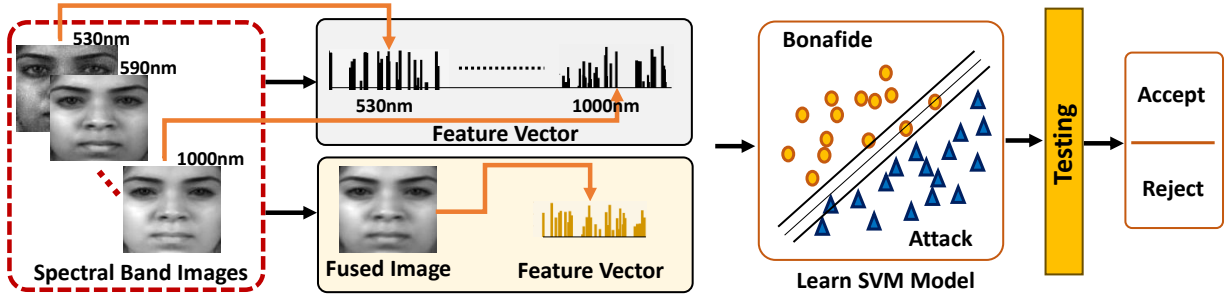 530nm
590nm
1000nm
Spectral Band Images
530nm
1000nm
Feature Vector
Fused Image
Feature Vector
Bonafide
Attack
Learn SVM Model
Testing
Accept
Reject